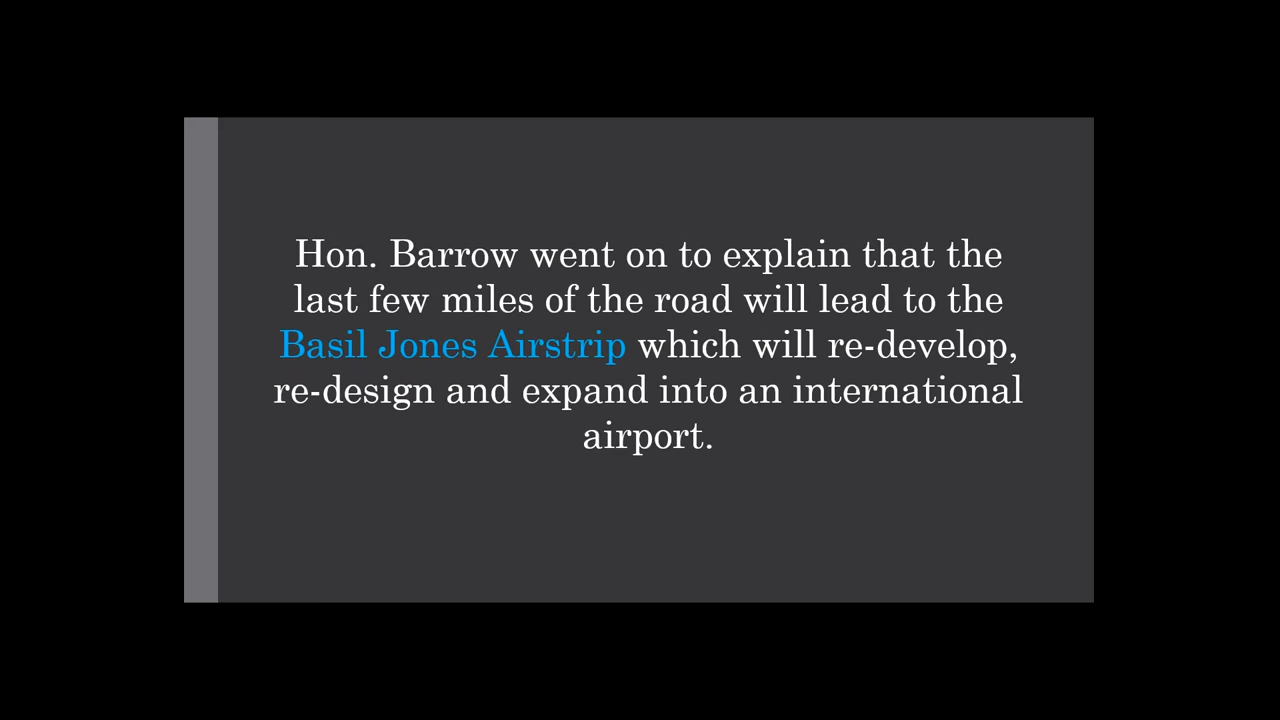 Hon. Barrow went on to explain that the
last few miles of the road will lead to the
Basil Jones Airstrip which will re-develop,
re-design and expand into an international
airport.